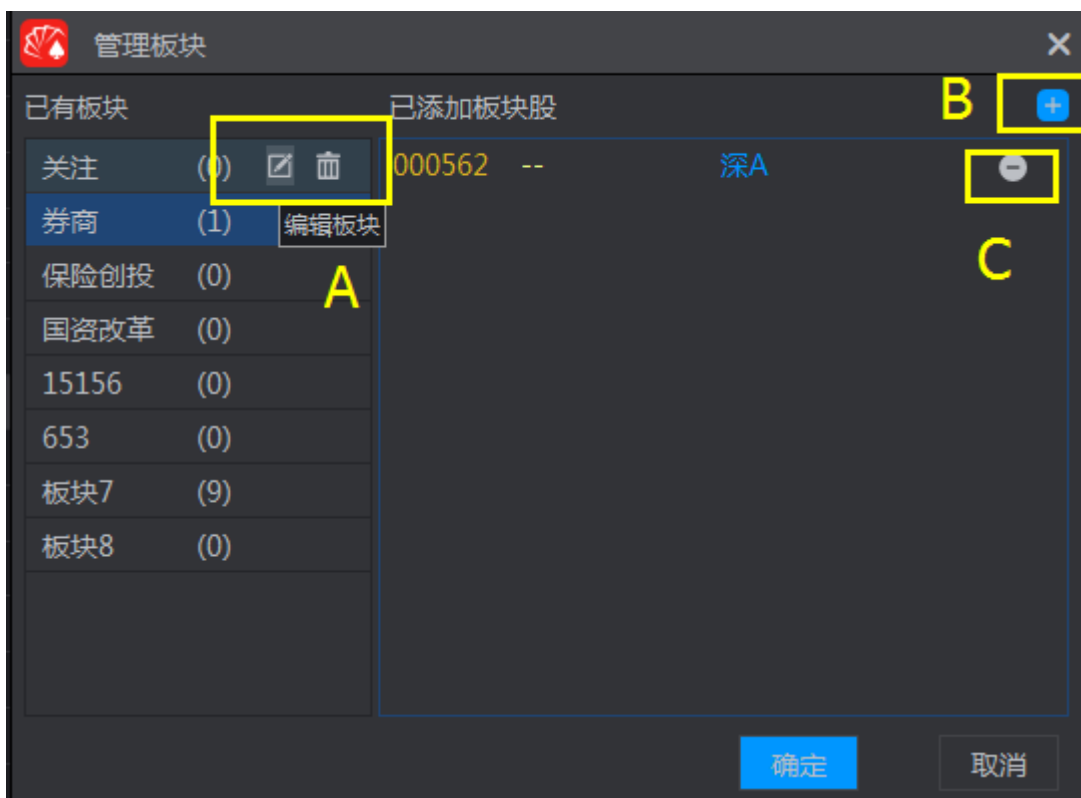 管理板块
已有板块 已添加板块股 B
关注 (0) 000562 -- 深A
券商 (1) 编辑板块
C
保险创投 (0) A
国资改革 (0)
15156 (0)
653 (0)
板块7 (9)
板块8 (0)
确定 取消